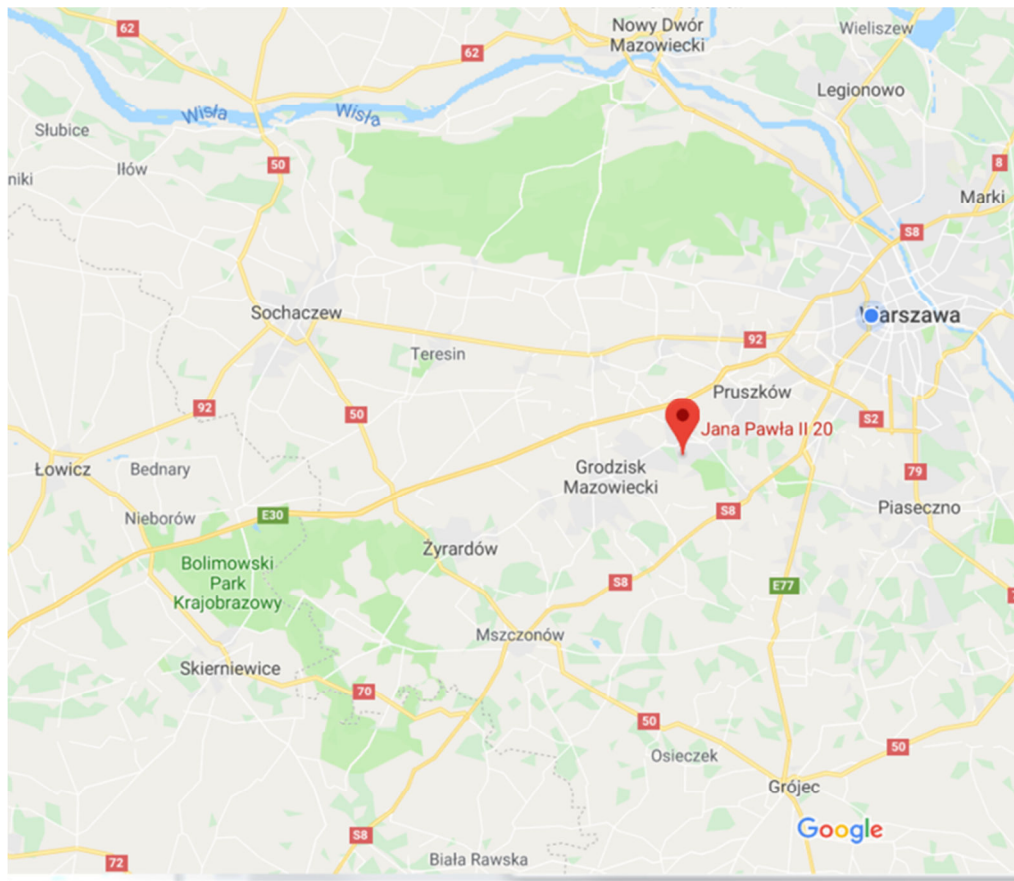 62
Nowy Dwór
Mazowiecki
Wieliszew
62
Legionowo
Wisła
Wisła
Słubice
50
Iłów
niki
8
Marki
S8
Sochaczew
Warszawa
92
Teresin
Pruszków
92
50
Jana Pawła II 20
S2
Łowicz
Bednary
Grodzisk
Mazowiecki
79
Nieborów
E30
S8
Piaseczno
Żyrardów
Bolimowski
Park
Krajobrazowy
S8
E77
Mszczonów
Skierniewice
70
50
Osieczek
50
Grójec
Google
S8
72
Biała Rawska